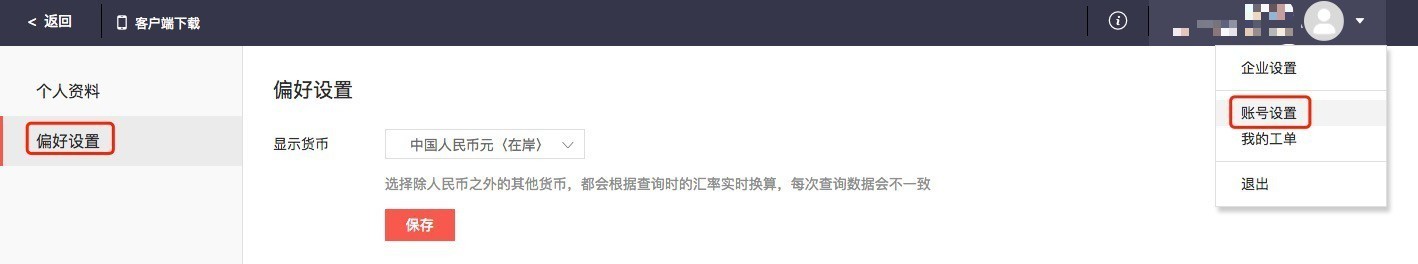 < 返回 客户端下载
个人资料
偏好设置
偏好设置
显示货币 中国人民币元（在岸）
选择除人民币之外的其他货币，都会根据查询时的汇率实时换算，每次查询数据会不一致
保存
企业设置
账号设置
我的工单
退出